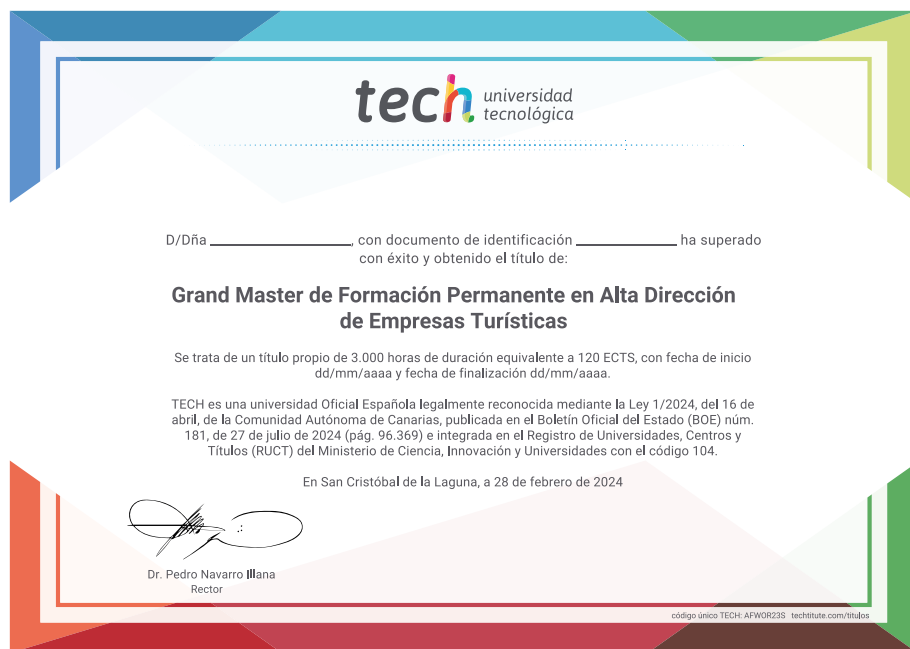 tech universidad
tecnológica
D/Dña ______________, con documento de identificación __________ ha superado
con éxito y obtenido el título de:
Grand Master de Formación Permanente en Alta Dirección
de Empresas Turísticas
Se trata de un título propio de 3.000 horas de duración equivalente a 120 ECTS, con fecha de inicio
dd/mm/aaaa y fecha de finalización dd/mm/aaaa.
TECH es una universidad Oficial Española legalmente reconocida mediante la Ley 1/2024, del 16 de
abril, de la Comunidad Autónoma de Canarias, publicada en el Boletín Oficial del Estado (BOE) núm.
181, de 27 de julio de 2024 (pág. 96.369) e integrada en el Registro de Universidades, Centros y
Títulos (RUCT) del Ministerio de Ciencia, Innovación y Universidades con el código 104.
En San Cristóbal de la Laguna, a 28 de febrero de 2024
Dr. Pedro Navarro Illana
Rector
código único TECH: AFWOR23S techtitute.com/titulos